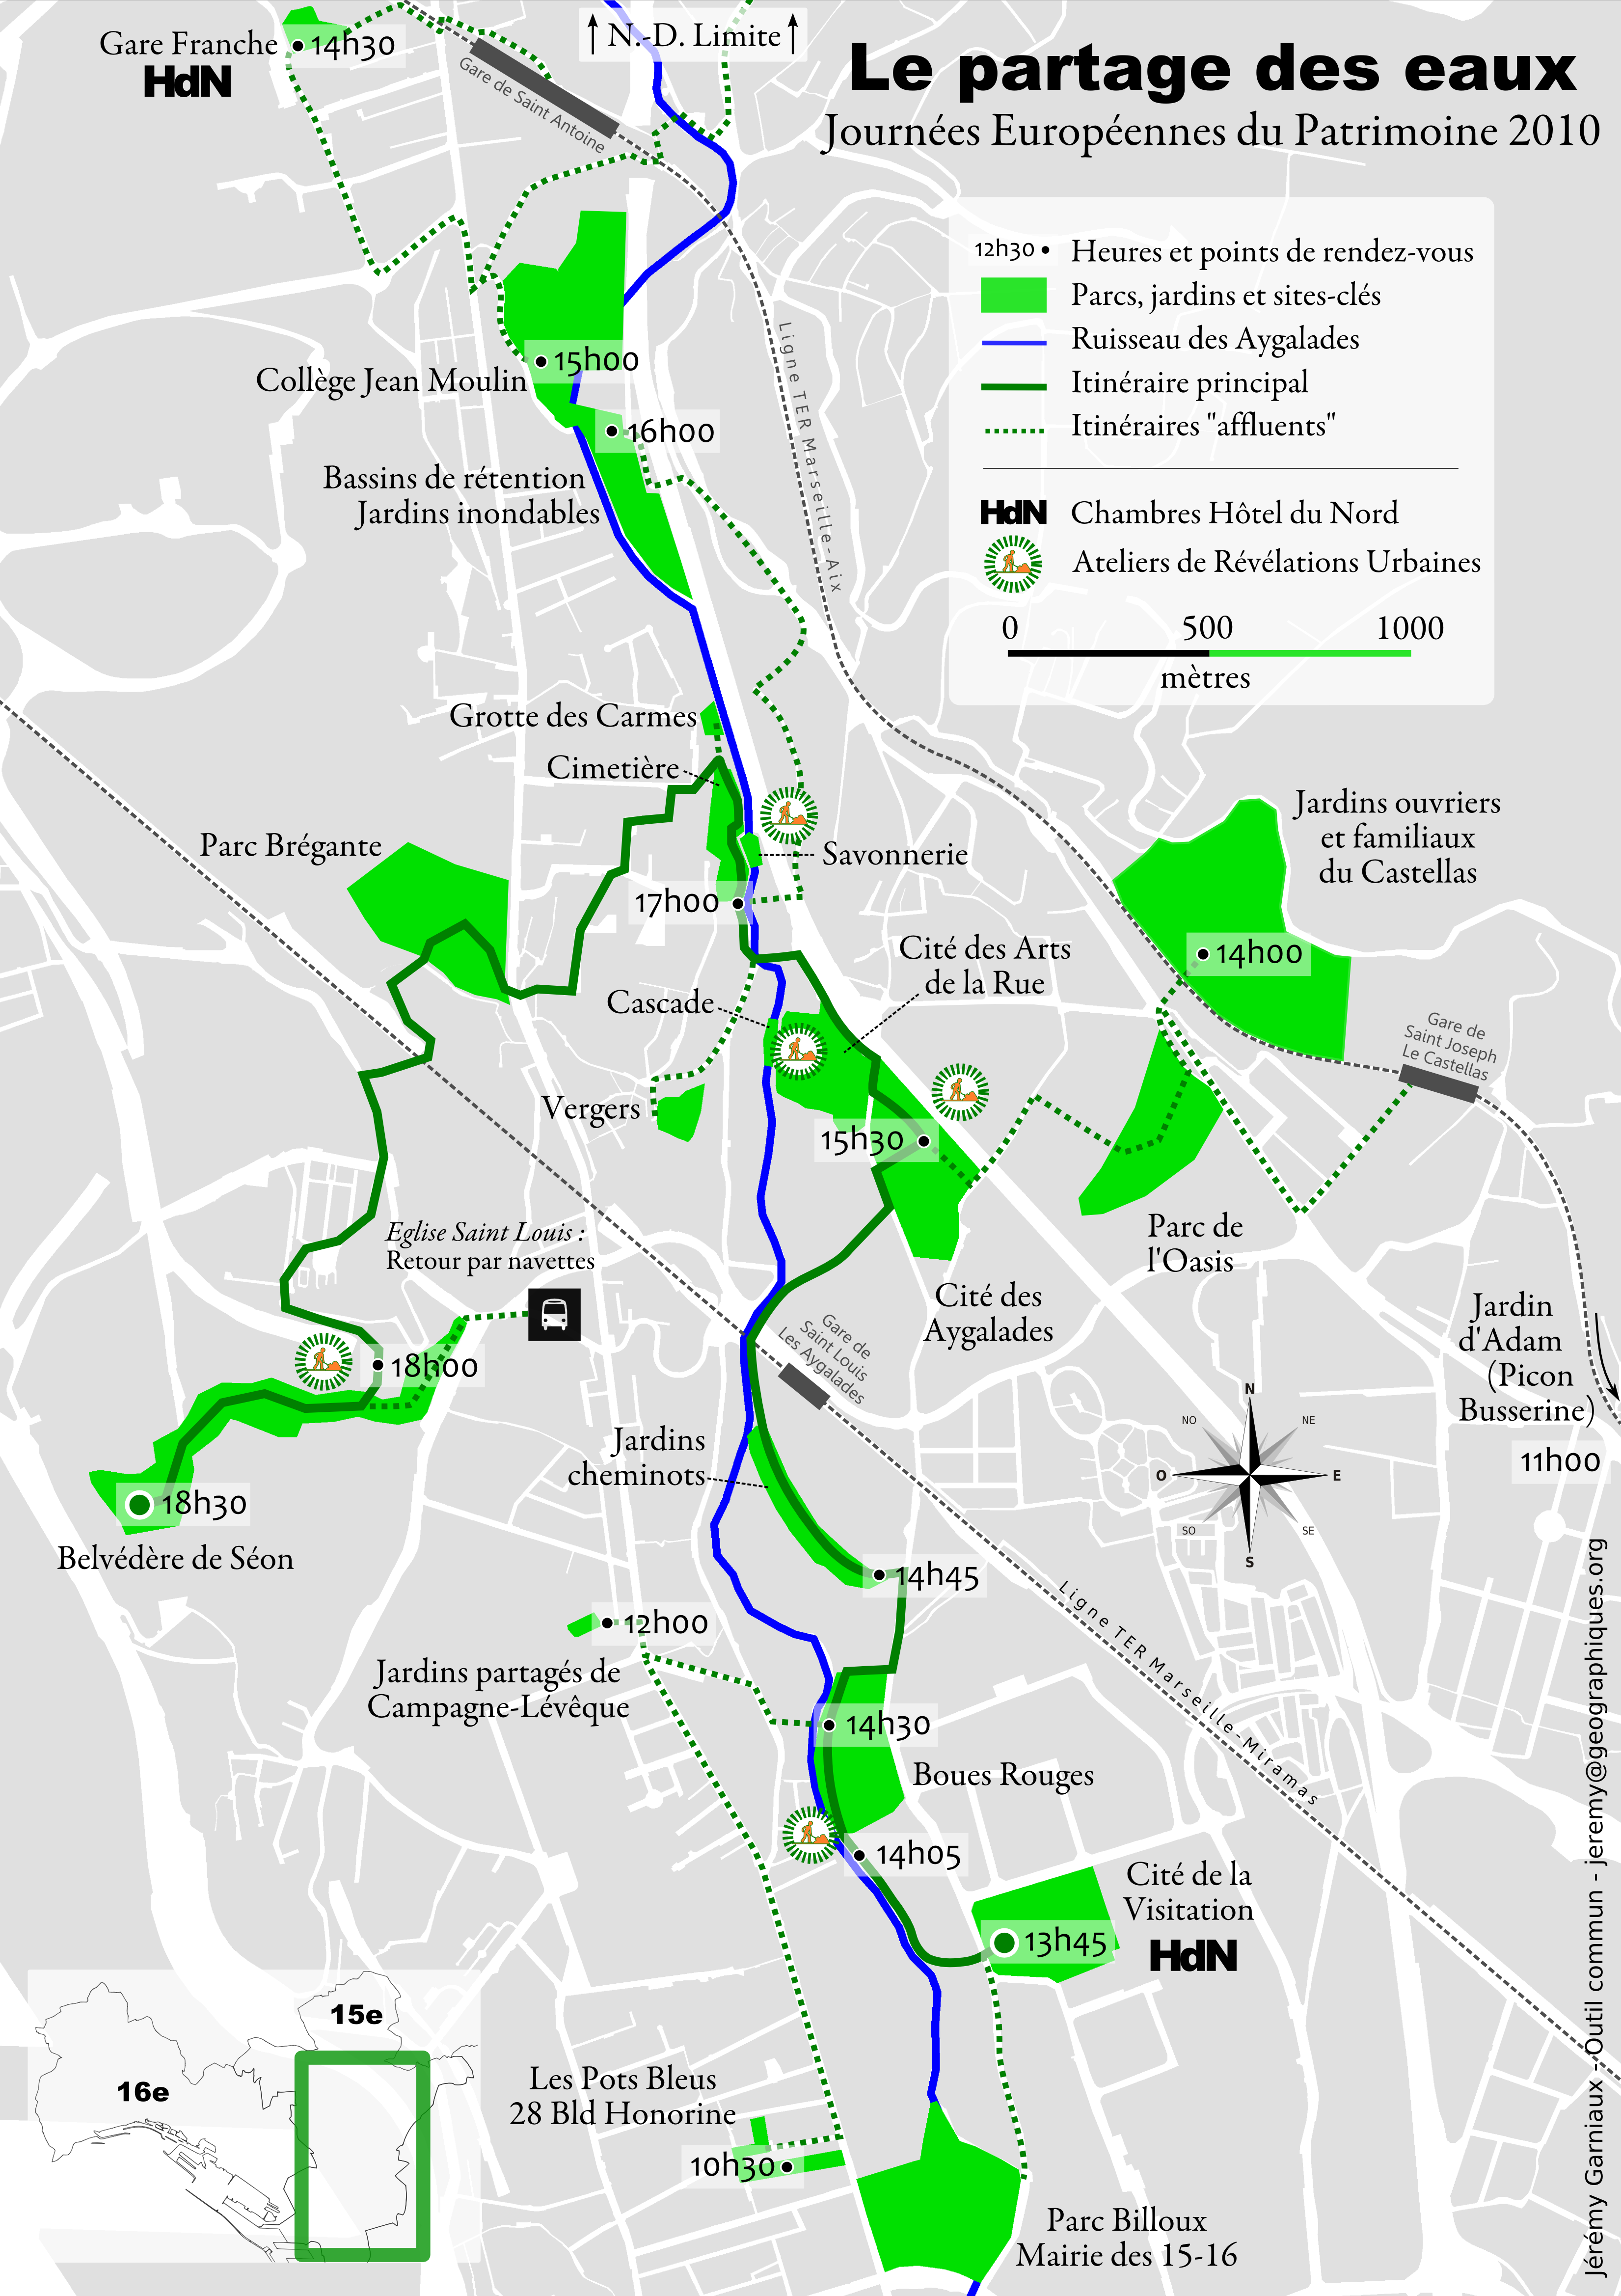 Le partage des eaux
Journées Européennes du Patrimoine 2010
↑ N.-D. Limite ↑
Gare Franche
14h30
HdN
Gare de Saint Antoine
12h30
Heures et points de rendez-vous
Parcs, jardins et sites-clés
Ruisseau des Aygalades
Itinéraire principal
Itinéraires "affluents"
HdN
Chambres Hôtel du Nord
Ateliers de Révélations Urbaines
0 500 1000
mètres
Ligne TER Marseille-Aix
15h00
Collège Jean Moulin
16h00
Bassins de rétention
Jardins inondables
Grotte des Carmes
Cimetière
Parc Brégante
Savonnerie
17h00
Jardins ouvriers
et familiaux
du Castellas
14h00
Cité des Arts
de la Rue
Cascade
Gare de
Saint Joseph
Le Castellas
Vergers
15h30
Parc de
l'Oasis
Eglise Saint Louis :
Retour par navettes
Cité des
Aygalades
Gare de
Saint Louis
Les Aygalades
Jardin
d'Adam
(Picon
Busserine)
11h00
18h00
18h30
Belvédère de Séon
N
NO
NE
O
E
SO
SE
S
Jardins
cheminots
14h45
12h00
Jardins partagés de
Campagne-Lévêque
Ligne TER Marseille-Miramas
14h30
Boues Rouges
14h05
Cité de la
Visitation
13h45
HdN
15e
16e
Les Pots Bleus
28 Bld Honorine
10h30
Parc Billoux
Mairie des 15-16
Jérémy Garniaux - Outil commun - jeremy@geographiques.org